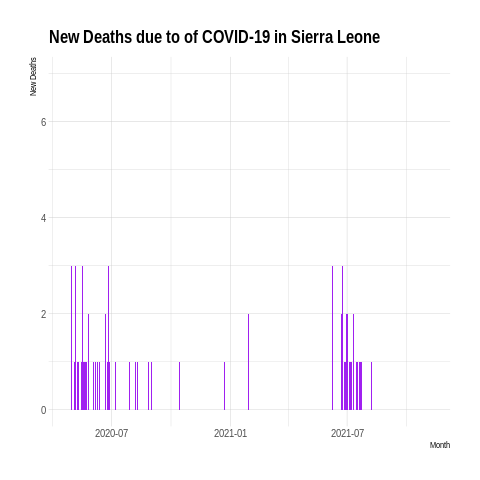 New Deaths due to of COVID-19 in Sierra Leone
New Deaths
6
4
2
0
2020-07 2021-01 2021-07
Month